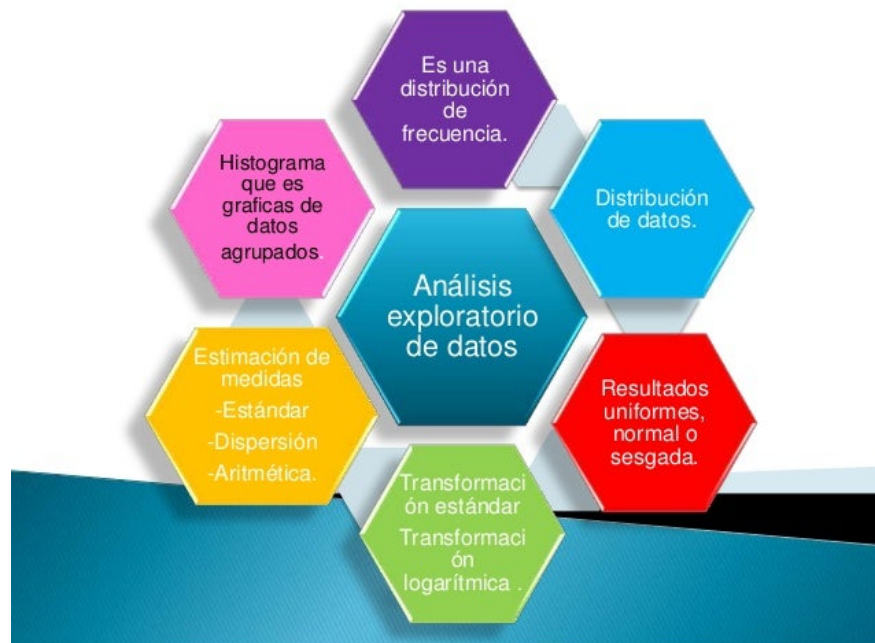 Es una
distribución
de
frecuencia.
Distribución
de datos.
Resultados
uniformes,
normal o
sesgada.
Transformaci
ón estándar
Transformaci
ón
logarítmica .
Estimación de
medidas
-Estándar
-Dispersión
-Aritmética.
Histograma
que es
graficas de
datos
agrupados.
Análisis
exploratorio
de datos